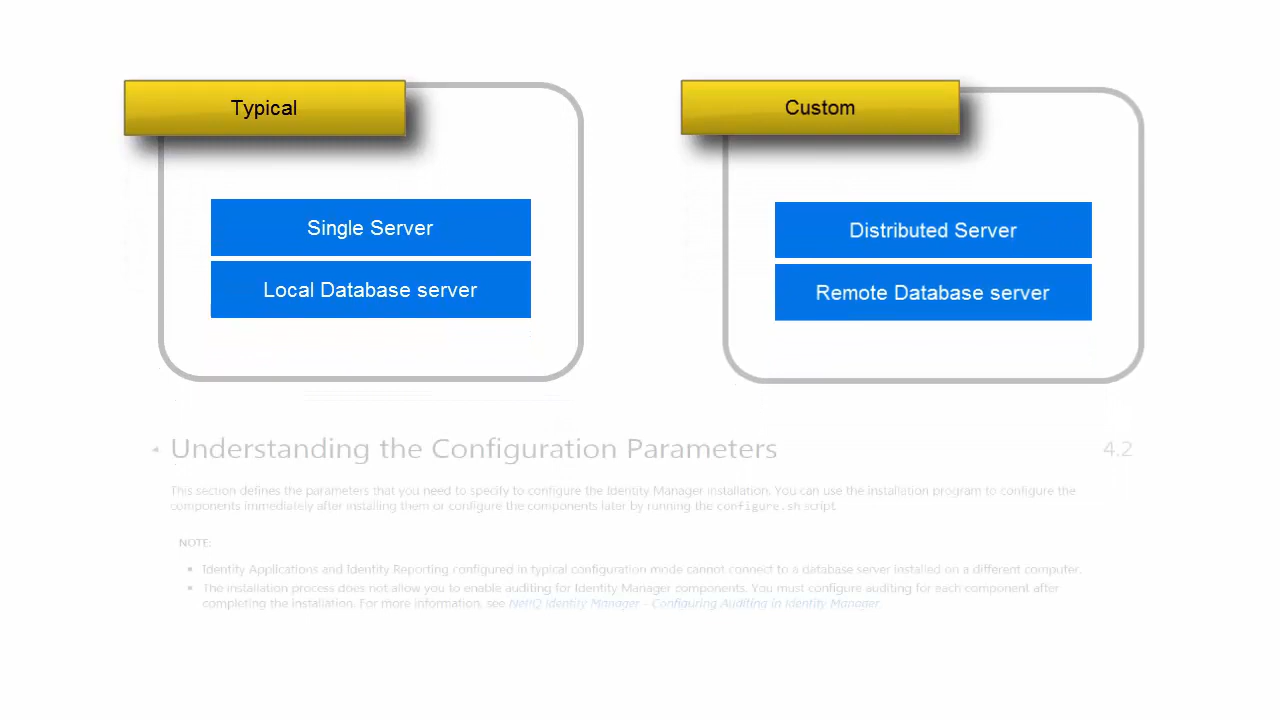 Typical
Custom
Single Server
Distributed Server
Local Database server
Remote Database server
Understanding the Configuration Parameters
4.2
This section defines the parameters that you need to specify to configure the Identity Manager installation. You can use the installation program to configure the
components immediately after installing them or configure the components later by running the configure.sh script.
NOTE:
Identity Applications and Identity Reporting configured in typical configuration mode cannot connect to a database server installed on a different computer.
The installation process does not allow you to enable auditing for Identity Manager components. You must configure auditing for each component after
completing the installation. For more information, see NetIQ Identity Manager - Configuring Auditing in Identity Manager.